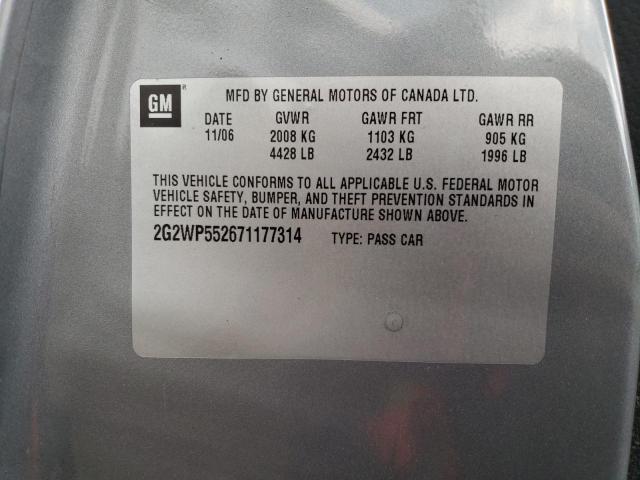 GM ®
MFD BY GENERAL MOTORS OF CANADA LTD.
DATE GVWR GAWR FRT GAWR RR
11/06 2008 KG 1103 KG 905 KG
4428 LB 2432 LB 1996 LB
THIS VEHICLE CONFORMS TO ALL APPLICABLE U.S. FEDERAL MOTOR
VEHICLE SAFETY, BUMPER, AND THEFT PREVENTION STANDARDS IN
EFFECT ON THE DATE OF MANUFACTURE SHOWN ABOVE.
2G2WP552671177314 TYPE: PASS CAR